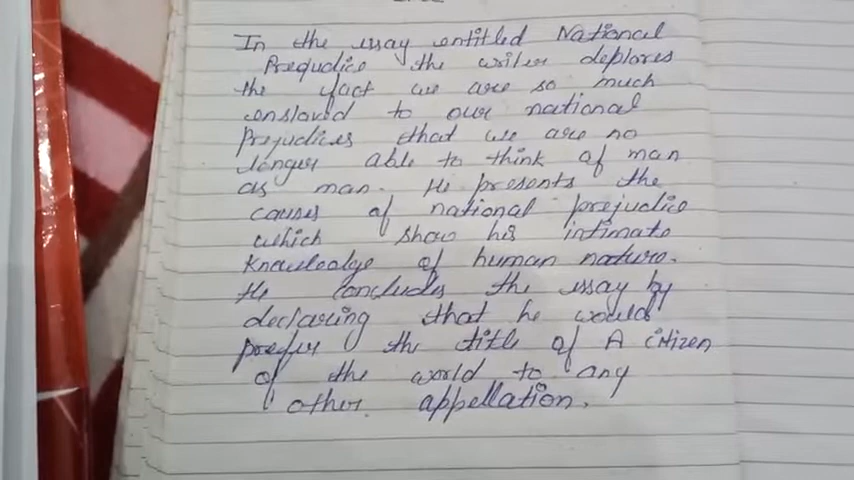 In the essay entitled National
Prequdice the writer deplores
the fact we are so much
enslaved to our national
prejudices that we are no
longer able to think of man
as man. He presents the
causes of national prejudice
which show his intimate
knowledge of human nature.
He concludes the essay by
declaring that he would
prefer the title of A citizen
of the world to any
other appellation.